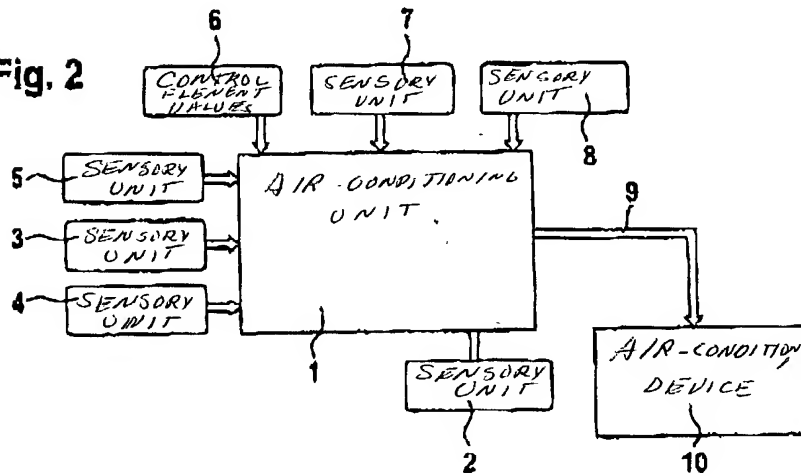 Fig. 2
6
7
CONTROL
ELEMENT
VALUES
SENSORY
UNIT
SENSORY
UNIT
8
5
SENSORY
UNIT
3
SENSORY
UNIT
4
SENSORY
UNIT
AIR-CONDITIONING
UNIT
1
9
SENSORY
UNIT
2
AIR-CONDITION
DEVICE
10